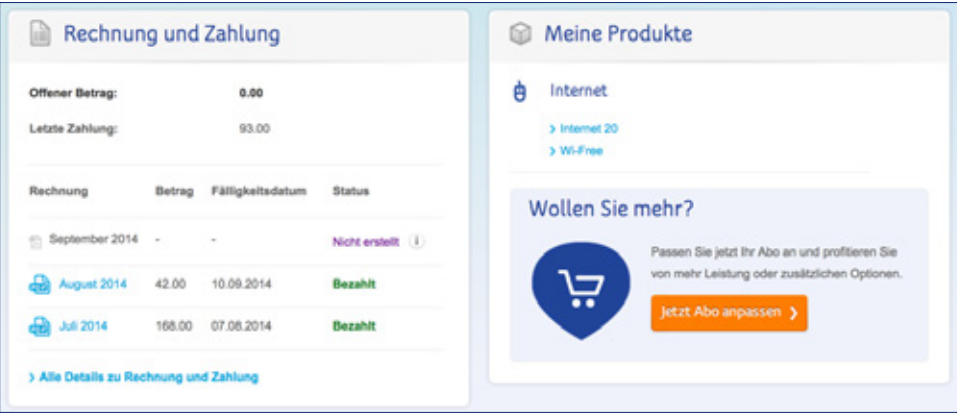 Rechnung und Zahlung
Offener Betrag: 0.00
Letzte Zahlung: 93.00
Rechnung Betrag Fälligkeitsdatum Status
September 2014 - - Nicht erstellt i
August 2014 42.00 10.09.2014 Bezahlt
Juli 2014 168.00 07.08.2014 Bezahlt
> Alle Details zu Rechnung und Zahlung
Meine Produkte
Internet
> Internet 20
> Wi-Free
Wollen Sie mehr?
Passen Sie jetzt Ihr Abo an und profitieren Sie
von mehr Leistung oder zusätzlichen Optionen.
Jetzt Abo anpassen >